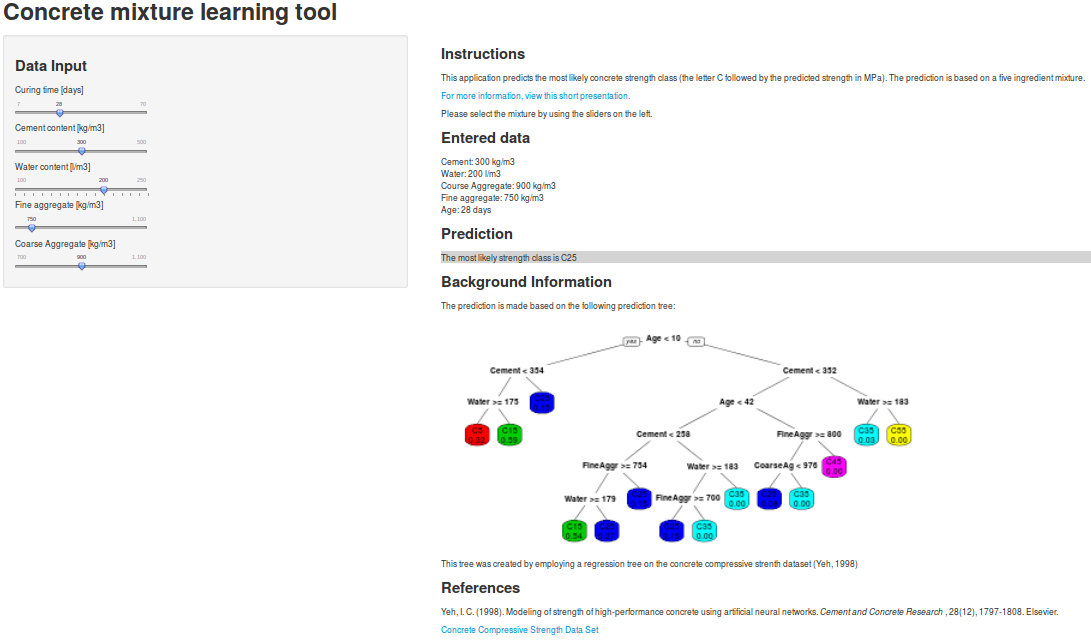 Concrete mixture learning tool
Data Input
Curing time [days]
7 28 70
Cement content [kg/m3]
100 300 500
Water content [l/m3]
100 200 250
Fine aggregate [kg/m3]
750 1,100
Coarse Aggregate [kg/m3]
700 900 1,100
Instructions
This application predicts the most likely concrete strength class (the letter C followed by the predicted strength in MPa). The prediction is based on a five ingredient mixture.
For more information, view this short presentation.
Please select the mixture by using the sliders on the left.
Entered data
Cement: 300 kg/m3
Water: 200 l/m3
Course Aggregate: 900 kg/m3
Fine aggregate: 750 kg/m3
Age: 28 days
Prediction
The most likely strength class is C25
Background Information
The prediction is made based on the following prediction tree:
yes Age < 10 no
Cement < 354 Cement < 352
Water >= 175 Age < 42 Water >= 183
C5 C15 Cement < 258 FineAggr >= 800 C35 C55
0.59 0.03 0.00
FineAggr >= 754 Water >= 183 CoarseAg < 976 C45
0.00
Water >= 179 FineAggr >= 700 C35 C35
0.00 0.00
C15 C35
0.54 0.00
This tree was created by employing a regression tree on the concrete compressive strenth dataset (Yeh, 1998)
References
Yeh, I. C. (1998). Modeling of strength of high-performance concrete using artificial neural networks. Cement and Concrete Research , 28(12), 1797-1808. Elsevier.
Concrete Compressive Strength Data Set